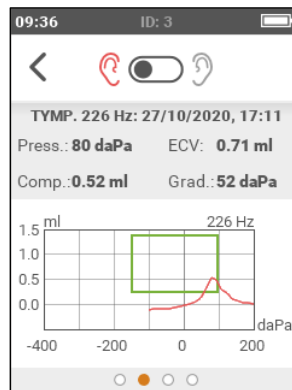 09:36 ID: 3
TYMP. 226 Hz: 27/10/2020, 17:11
Press.: 80 daPa ECV: 0.71 ml
Comp.: 0.52 ml Grad.: 52 daPa
ml 226 Hz
1.5
1.0
0.5
0.0
daPa
-400 -200 0 200